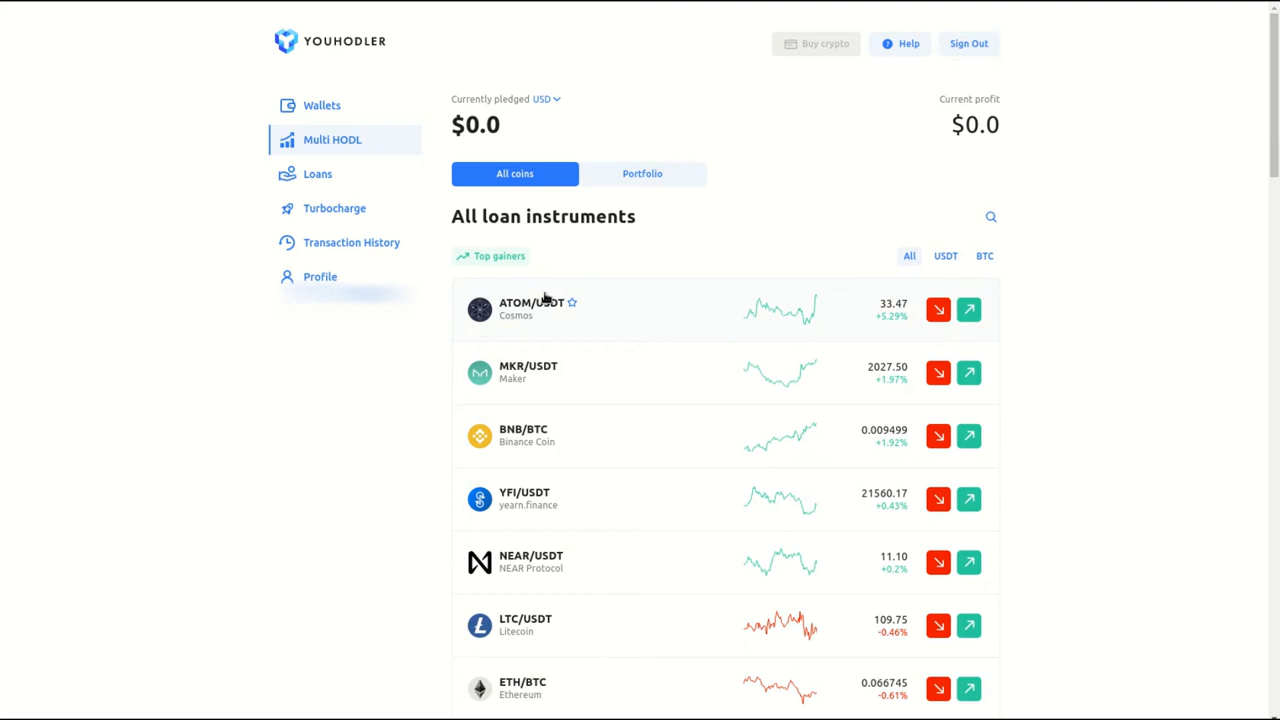 YOUHODLER
Buy crypto
Help
Sign Out
Wallets
Multi HODL
Loans
Turbocharge
Transaction History
Profile
Currently pledged USD
$0.0
Current profit
$0.0
All coins
Portfolio
All loan instruments
Top gainers
All
USDT
BTC
ATOM/USDT
Cosmos
33.47
+5.29%
MKR/USDT
Maker
2027.50
+1.97%
BNB/BTC
Binance Coin
0.009499
+1.92%
YFI/USDT
yearn.finance
21560.17
+0.43%
NEAR/USDT
NEAR Protocol
11.10
+0.2%
LTC/USDT
Litecoin
109.75
-0.46%
ETH/BTC
Ethereum
0.066745
-0.61%